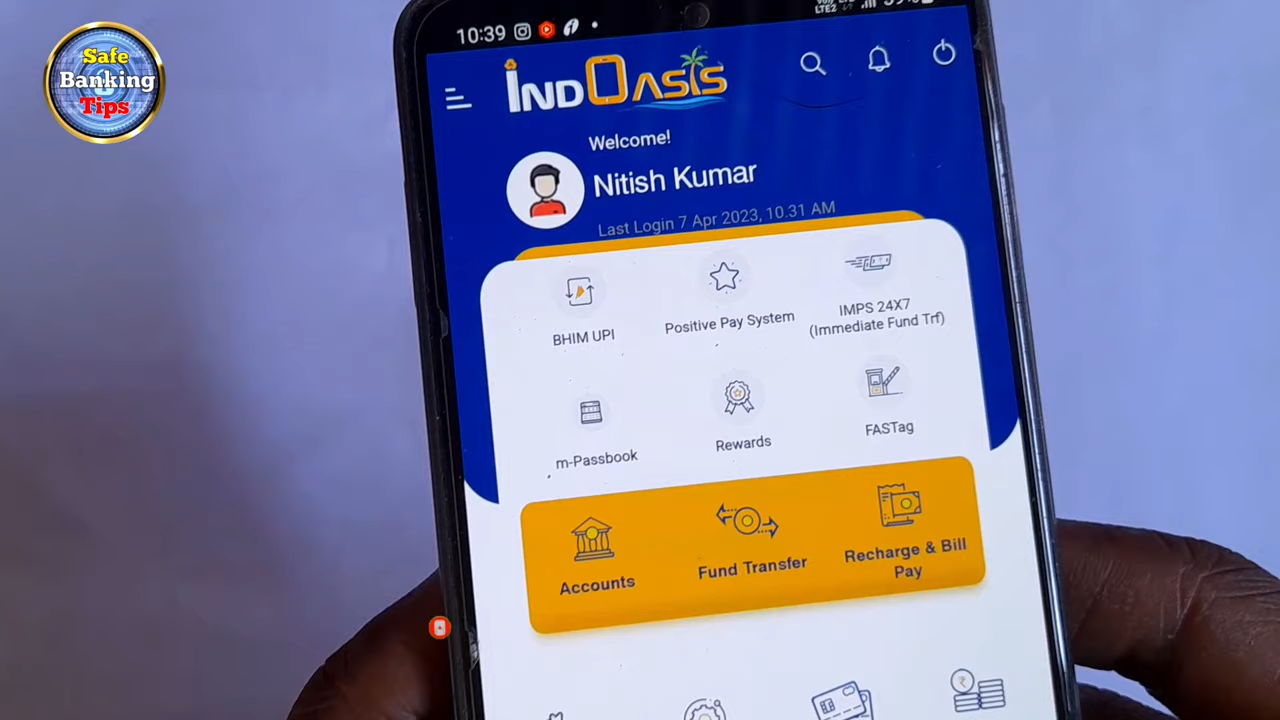 Safe
Banking
Tips
10:39
LTE2
IndOasis
Welcome!
Nitish Kumar
Last Login 7 Apr 2023, 10.31 AM
BHIM UPI
Positive Pay System
IMPS 24X7
(Immediate Fund Trf)
m-Passbook
Rewards
FASTag
Accounts
Fund Transfer
Recharge & Bill
Pay